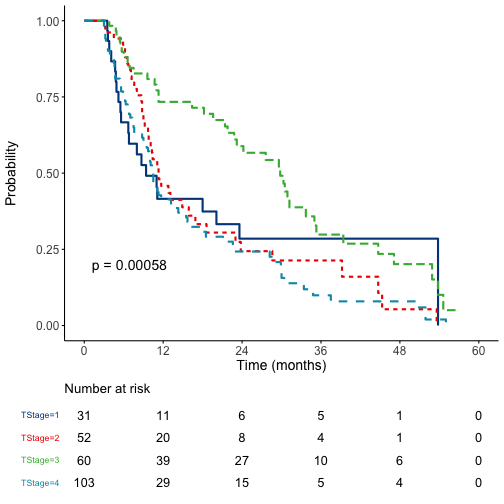 1.00
0.75
0.50
0.25
0.00
Probability
p = 0.00058
0 12 24 36 48 60
Time (months)
Number at risk
TStage=1 31 11 6 5 1 0
TStage=2 52 20 8 4 1 0
TStage=3 60 39 27 10 6 0
TStage=4 103 29 15 5 4 0